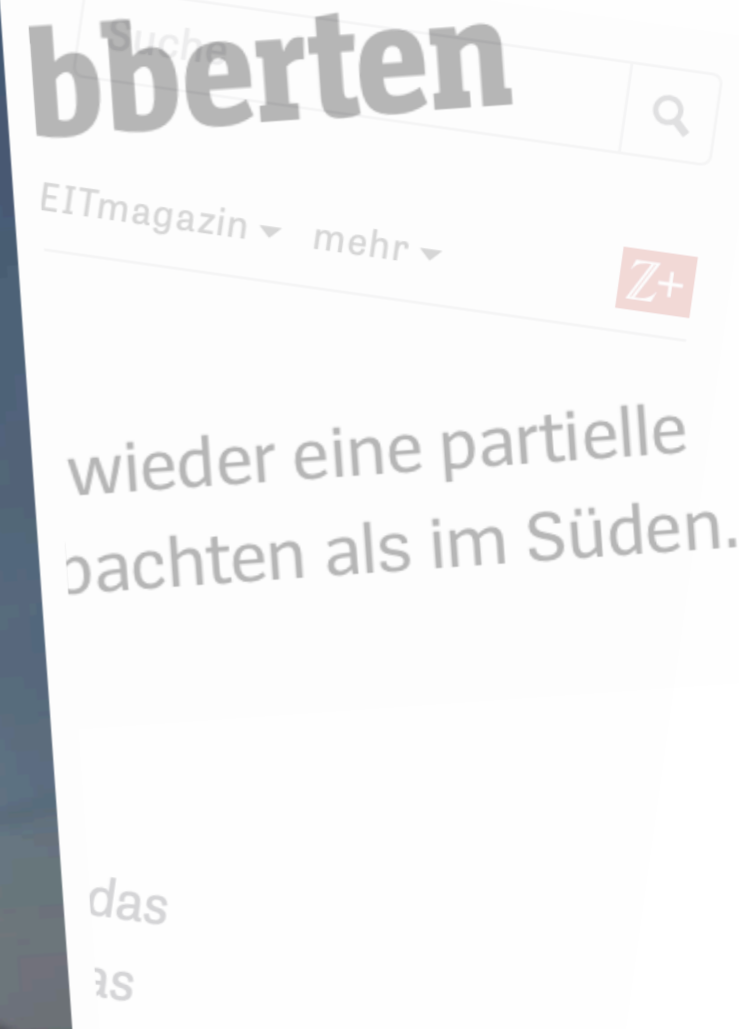 Suche
bberten
EITmagazin mehr
Z+
wieder eine partielle
bachten als im Süden.
das
as